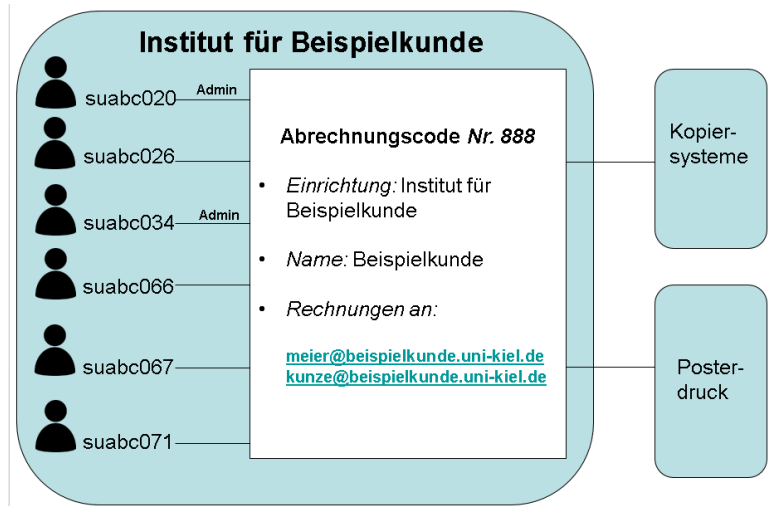 Institut für Beispielkunde
suabc020
Admin
suabc026
suabc034
Admin
suabc066
suabc067
suabc071
Abrechnungscode Nr. 888
• Einrichtung: Institut für
Beispielkunde
• Name: Beispielkunde
• Rechnungen an:
meier@beispielkunde.uni-kiel.de
kunze@beispielkunde.uni-kiel.de
Kopier-
systeme
Poster-
druck